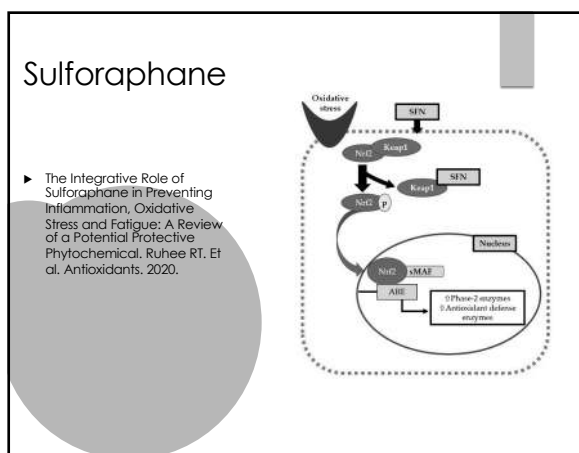 Sulforaphane
▶ The Integrative Role of
Sulforaphane in Preventing
Inflammation, Oxidative
Stress and Fatigue: A Review
of a Potential Protective
Phytochemical. Ruhee RT. Et
al. Antioxidants. 2020.
Oxidative
stress
SFN
Nrf2 Keap1
Keap1 SFN
Nrf2 P
Nucleus
Nrf2 sMAF
ARE
⇧Phase-2 enzymes
⇧Antioxidant defense
enzymes